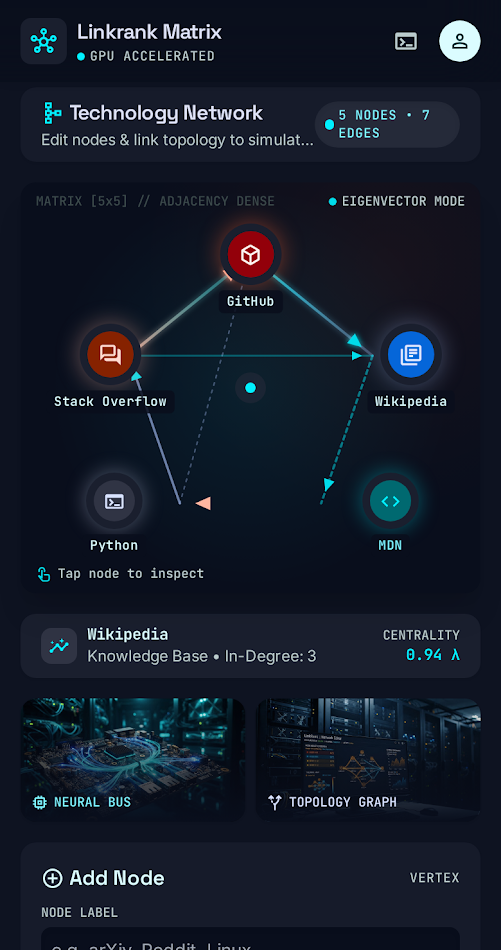 Linkrank Matrix
GPU ACCELERATED
Technology Network
Edit nodes & link topology to simulat...
5 NODES • 7
EDGES
MATRIX [5x5] // ADJACENCY DENSE
EIGENVECTOR MODE
GitHub
Stack Overflow
Wikipedia
Python
MDN
Tap node to inspect
Wikipedia
Knowledge Base • In-Degree: 3
CENTRALITY
0.94 λ
NEURAL BUS
TOPOLOGY GRAPH
Add Node
VERTEX
NODE LABEL
e.g. arXiv, Reddit, Linux